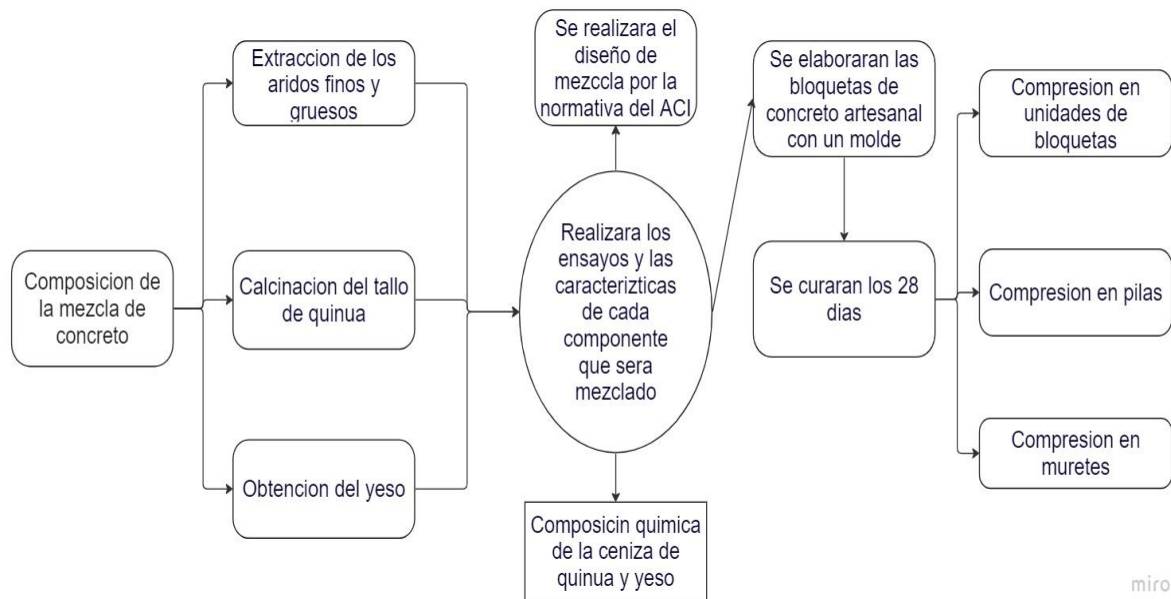 Composicion de
la mezcla de
concreto
Extraccion de los
aridos finos y
gruesos
Calcinacion del tallo
de quinua
Obtencion del yeso
Se realizara el
diseño de
mezccla por la
normativa del ACI
Realizara los
ensayos y las
caracterizticas
de cada
componente
que sera
mezclado
Composicin quimica
de la ceniza de
quinua y yeso
Se elaboraran las
bloquetas de
concreto artesanal
con un molde
Se curaran los 28
dias
Compresion en
unidades de
bloquetas
Compresion en pilas
Compresion en
muretes
miro